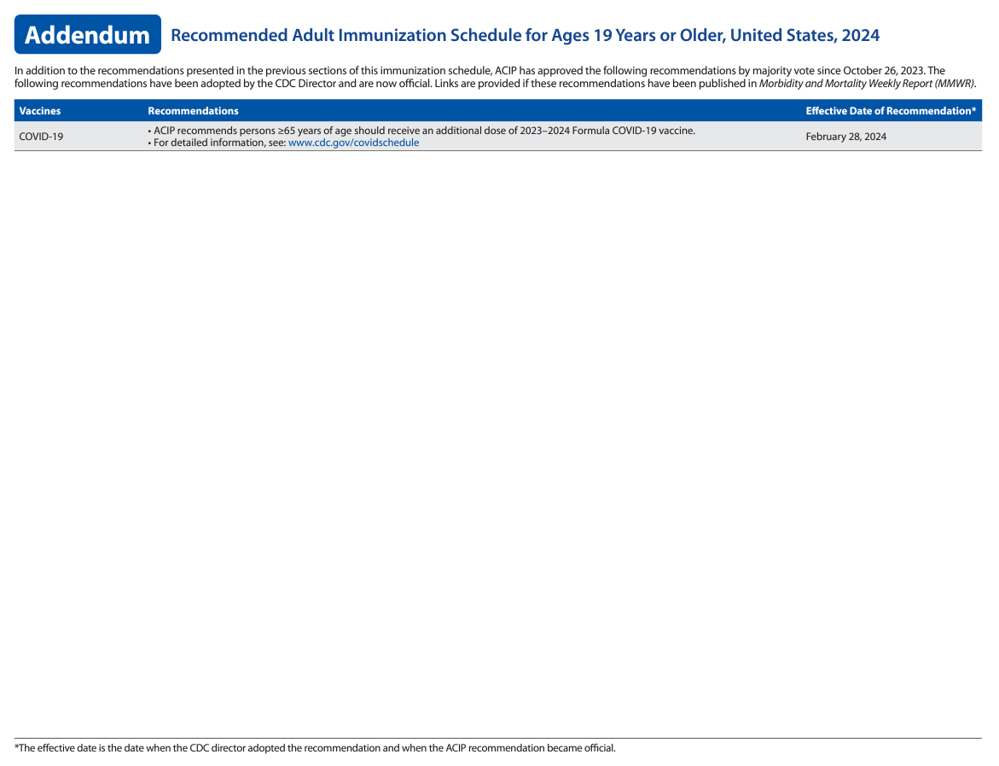 Addendum Recommended Adult Immunization Schedule for Ages 19 Years or Older, United States, 2024
In addition to the recommendations presented in the previous sections of this immunization schedule, ACIP has approved the following recommendations by majority vote since October 26, 2023. The
following recommendations have been adopted by the CDC Director and are now official. Links are provided if these recommendations have been published in Morbidity and Mortality Weekly Report (MMWR).
Vaccines Recommendations Effective Date of Recommendation*
COVID-19
• ACIP recommends persons ≥65 years of age should receive an additional dose of 2023–2024 Formula COVID-19 vaccine.
• For detailed information, see: www.cdc.gov/covidschedule
February 28, 2024
*The effective date is the date when the CDC director adopted the recommendation and when the ACIP recommendation became official.